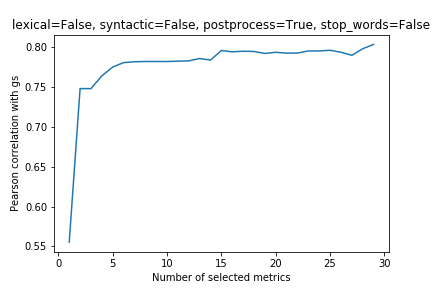 lexical=False, syntactic=False, postprocess=True, stop_words=False
0.80
0.75
0.70
0.65
0.60
0.55
Pearson correlation with gs
0 5 10 15 20 25 30
Number of selected metrics